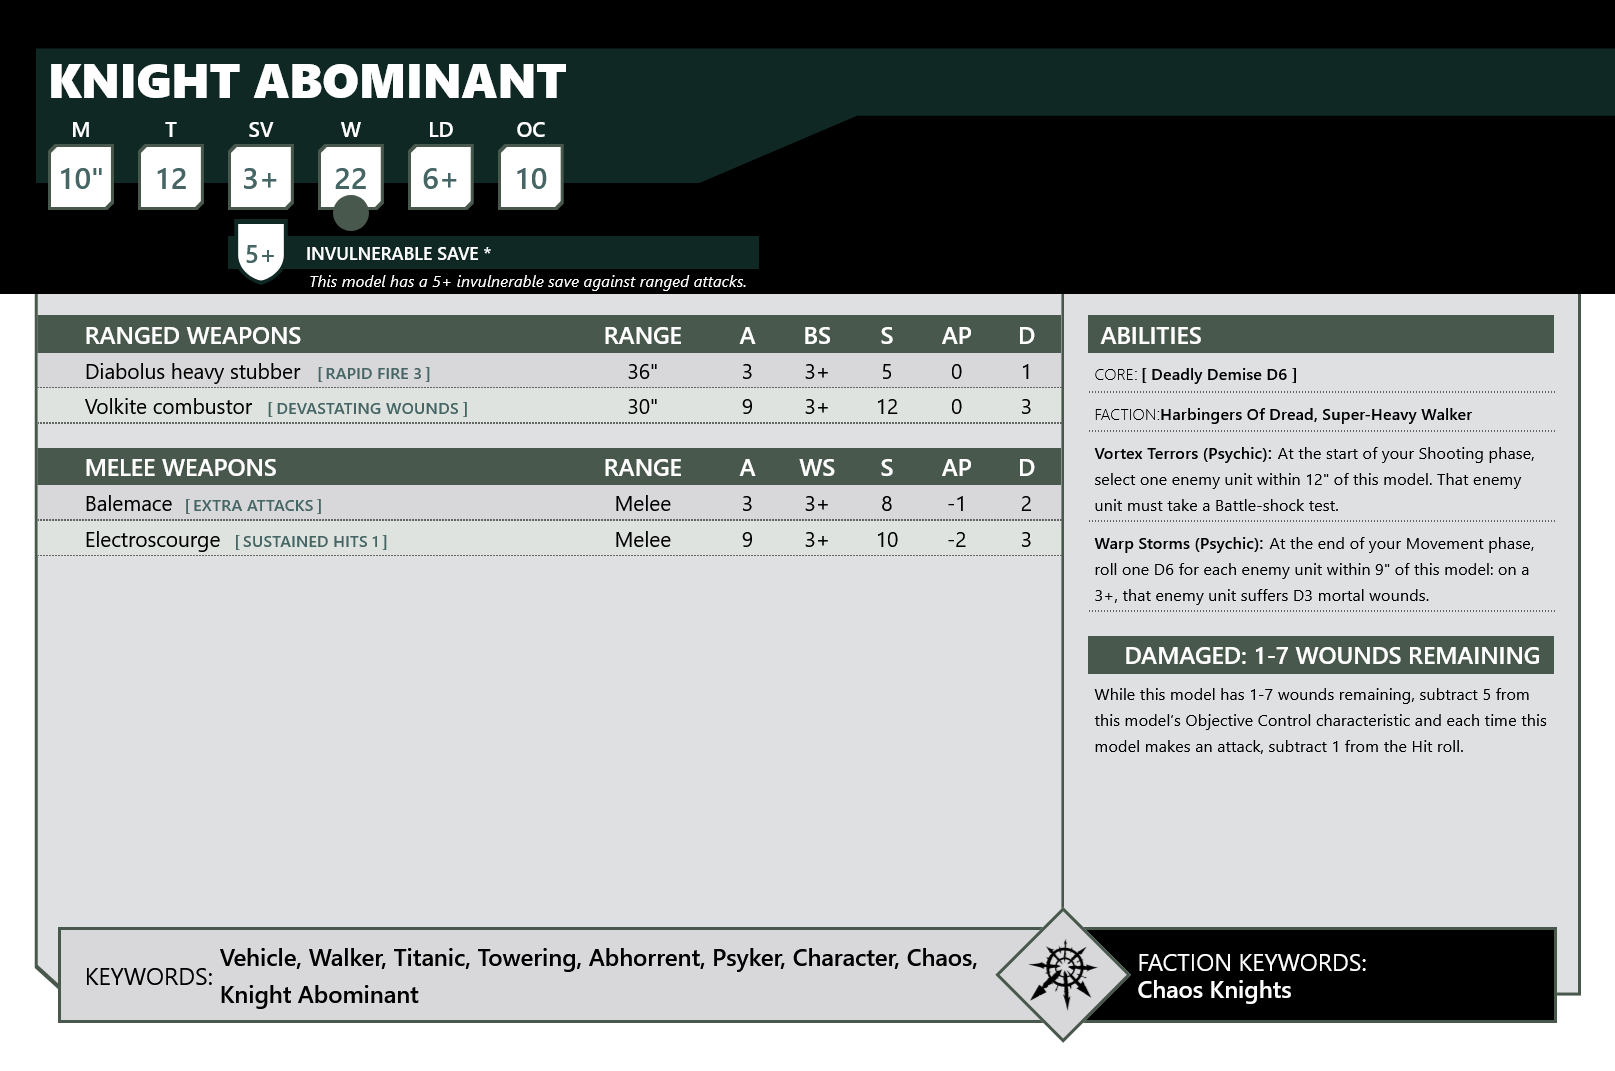 KNIGHT ABOMINANT
M T SV W LD OC
10" 12 3+ 22 6+ 10
5+ INVULNERABLE SAVE *
This model has a 5+ invulnerable save against ranged attacks.
RANGED WEAPONS RANGE A BS S AP D
Diabolus heavy stubber [ RAPID FIRE 3 ] 36" 3 3+ 5 0 1
Volkite combustor [ DEVASTATING WOUNDS ] 30" 9 3+ 12 0 3
MELEE WEAPONS RANGE A WS S AP D
Balemace [ EXTRA ATTACKS ] Melee 3 3+ 8 -1 2
Electroscourge [ SUSTAINED HITS 1 ] Melee 9 3+ 10 -2 3
ABILITIES
CORE: [ Deadly Demise D6 ]
FACTION:Harbingers Of Dread, Super-Heavy Walker
Vortex Terrors (Psychic): At the start of your Shooting phase,
select one enemy unit within 12" of this model. That enemy
unit must take a Battle-shock test.
Warp Storms (Psychic): At the end of your Movement phase,
roll one D6 for each enemy unit within 9" of this model: on a
3+, that enemy unit suffers D3 mortal wounds.
DAMAGED: 1-7 WOUNDS REMAINING
While this model has 1-7 wounds remaining, subtract 5 from
this model’s Objective Control characteristic and each time this
model makes an attack, subtract 1 from the Hit roll.
KEYWORDS: Vehicle, Walker, Titanic, Towering, Abhorrent, Psyker, Character, Chaos,
Knight Abominant
FACTION KEYWORDS:
Chaos Knights